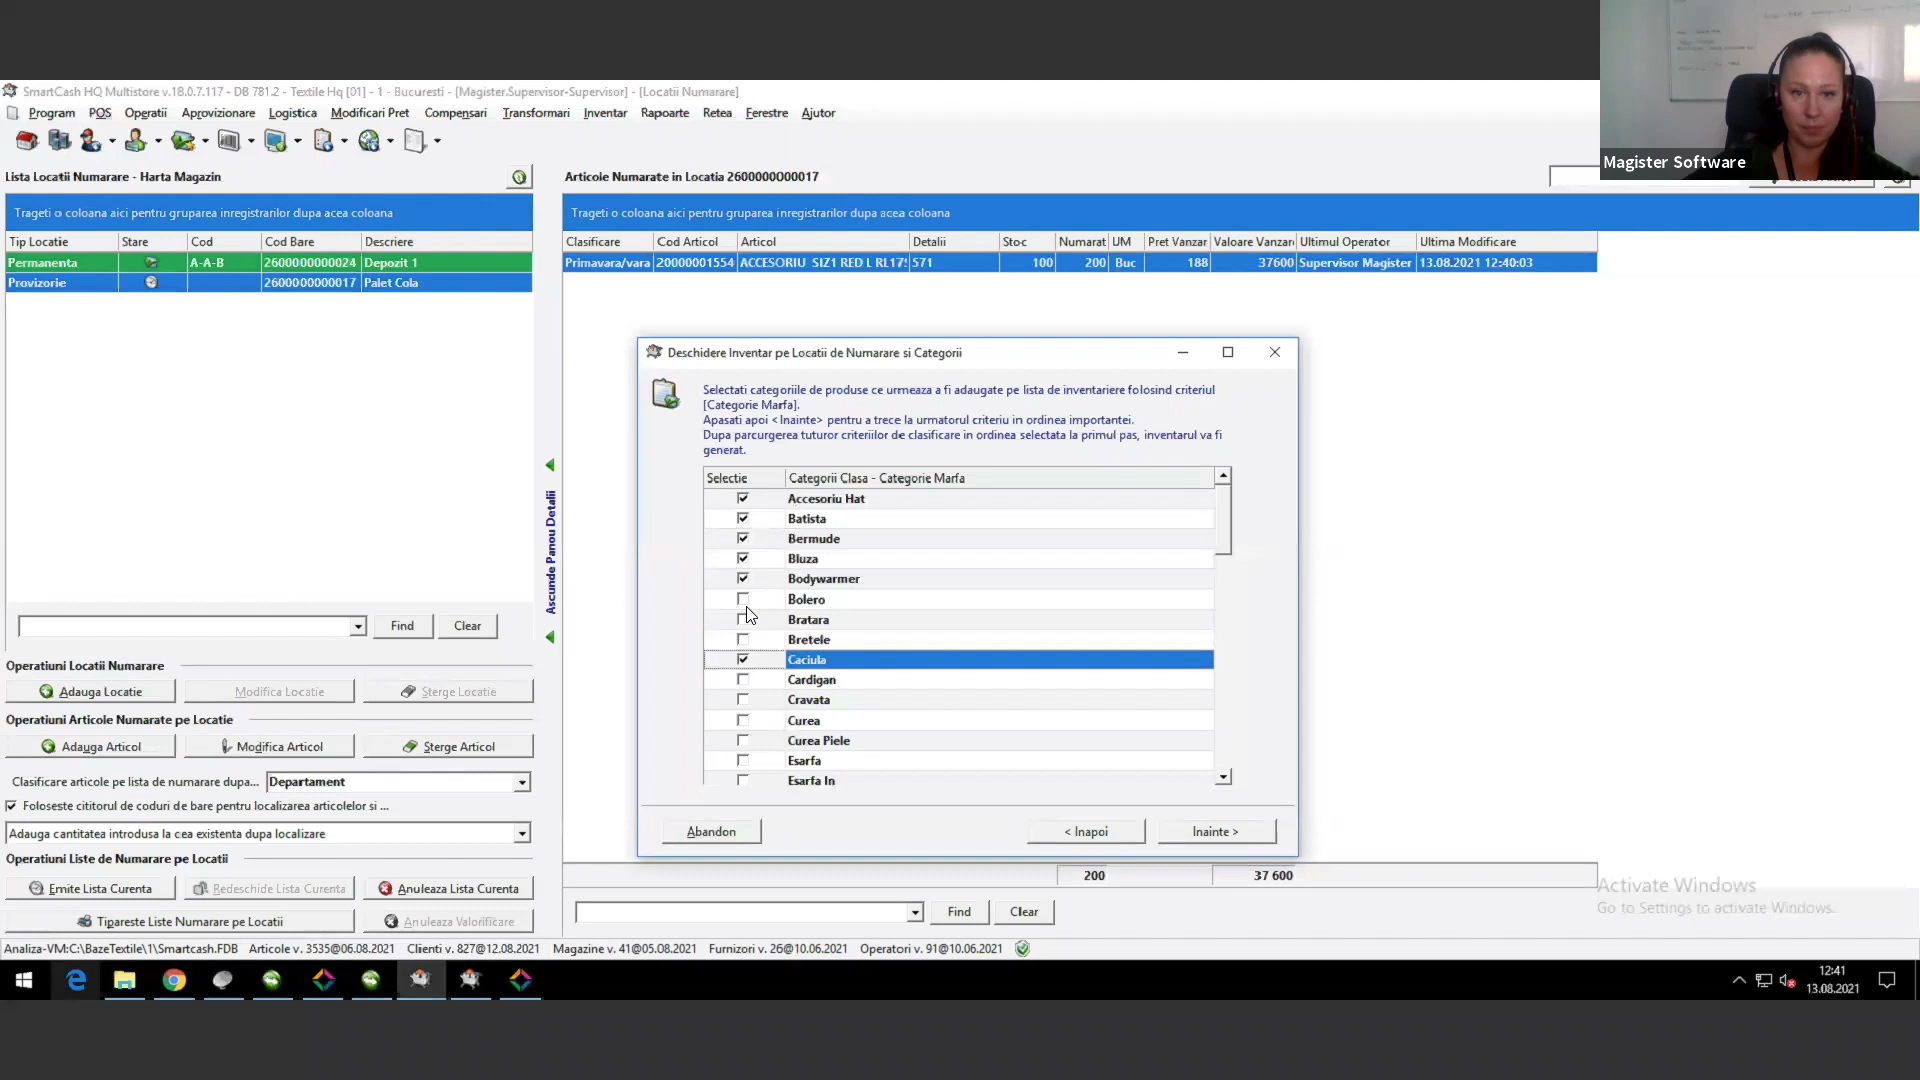 SmartCash HQ Multistore v.18.0.7.117 - DB 781.2 - Textile Hq [01] - 1 - Bucuresti - [Magister.Supervisor-Supervisor] - [Locatii Numarare]
Magister Software
Program POS Operatii Aprovizionare Logistica Modificari Pret Compensari Transformari Inventar Rapoarte Retea Ferestre Ajutor
Lista Locatii Numarare - Harta Magazin
Articole Numarate in Locatia 2600000000017
Trageti o coloana aici pentru gruparea inregistrarilor dupa acea coloana
Trageti o coloana aici pentru gruparea inregistrarilor dupa acea coloana
Tip Locatie Stare Cod Cod Bare Descriere
Permanenta A-A-B 2600000000024 Depozit 1
Provizorie 2600000000017 Palet Cola
Clasificare Cod Articol Articol Detalii Stoc Numarat UM Pret Vanzar Valoare Vanzar Ultimul Operator Ultima Modificare
Primavara/vara 20000001554 ACCESORIU SIZ1 RED L RL175 571 100 200 Buc 188 37600 Supervisor Magister 13.08.2021 12:40:03
Deschidere Inventar pe Locatii de Numarare si Categorii
Selectati categoriile de produse ce urmeaza a fi adaugate pe lista de inventariere folosind criteriul
[Categorie Marfa].
Apasati apoi <Inainte> pentru a trece la urmatorul criteriu in ordinea importantei.
Dupa parcurgerea tuturor criteriilor de clasificare in ordinea selectata la primul pas, inventarul va fi
generat.
Selectie Categorii Clasa - Categorie Marfa
Accesoriu Hat
Batista
Bermude
Bluza
Bodywarmer
Bolero
Bratara
Bretele
Caciula
Cardigan
Cravata
Curea
Curea Piele
Esarfa
Esarfa In
Abandon < Inapoi Inainte >
Ascunde Panou Detalii
Find Clear
Operatiuni Locatii Numarare
Adauga Locatie Modifica Locatie Sterge Locatie
Operatiuni Articole Numarate pe Locatie
Adauga Articol Modifica Articol Sterge Articol
Clasificare articole pe lista de numarare dupa... Departament
Foloseste cititorul de coduri de bare pentru localizarea articolelor si ...
Adauga cantitatea introdusa la cea existenta dupa localizare
Operatiuni Liste de Numarare pe Locatii
Emite Lista Curenta Redeschide Lista Curenta Anuleaza Lista Curenta
Tipareste Liste Numarare pe Locatii Anuleaza Valorificare
200 37 600
Find Clear
Activate Windows
Go to Settings to activate Windows.
Analiza-VM:C:\BazeTextile\1\Smartcash.FDB Articole v. 3535@06.08.2021 Clienti v. 827@12.08.2021 Magazine v. 41@05.08.2021 Furnizori v. 26@10.06.2021 Operatori v. 91@10.06.2021
12:41
13.08.2021